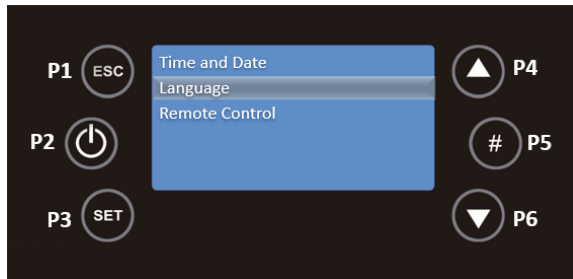 P1 ESC
Time and Date
P4
Language
Remote Control
P2
# P5
P3 SET
P6